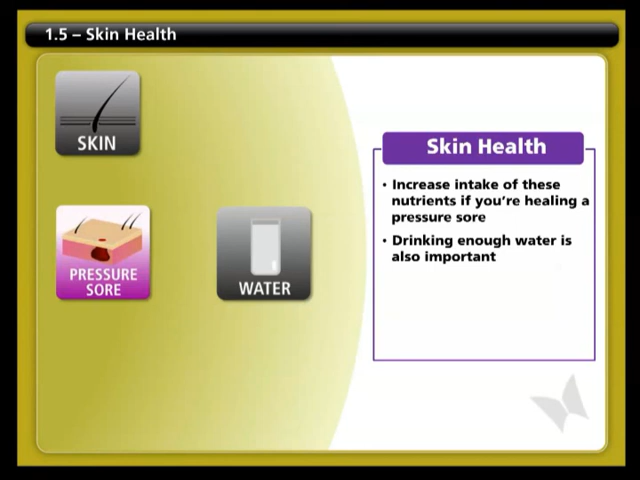 1.5 – Skin Health
SKIN
PRESSURE
SORE
WATER
Skin Health
• Increase intake of these
nutrients if you're healing a
pressure sore
• Drinking enough water is
also important